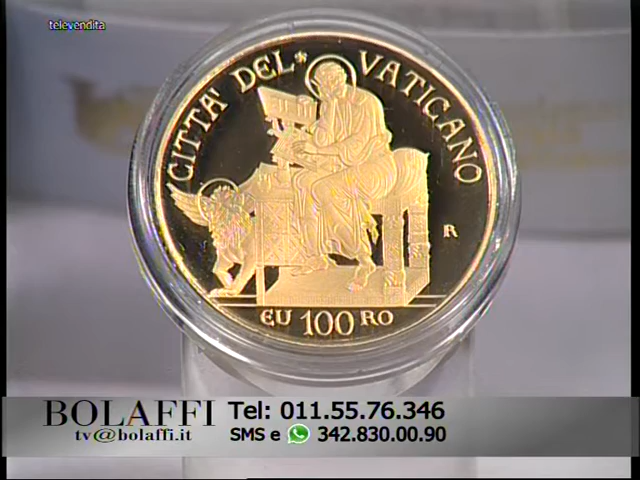 televendita
CITTA' DEL * VATICANO
R
EU 100 RO
BOLAFFI
tv@bolaffi.it
Tel: 011.55.76.346
SMS e 342.830.00.90